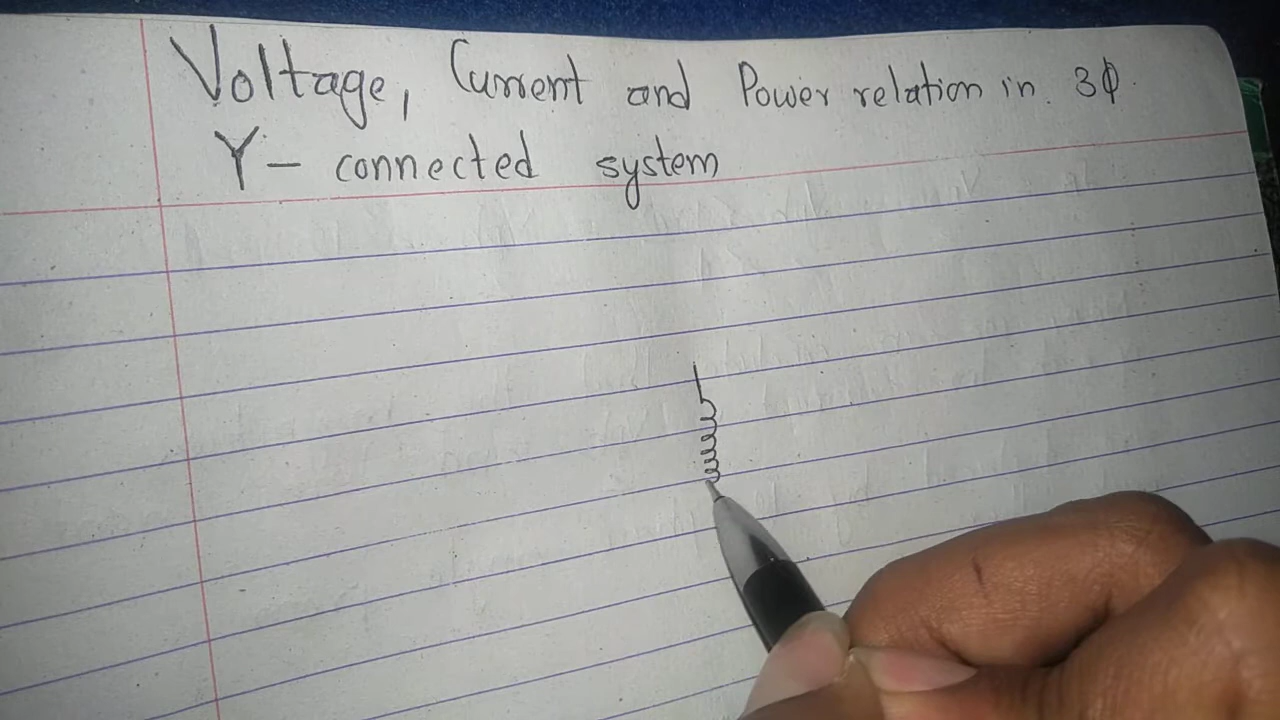 Voltage, Current and Power relation in. 3ϕ.
Y- connected system